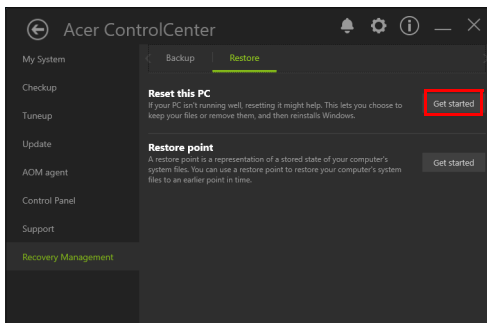 Acer ControlCenter
My System
Checkup
Tuneup
Update
AOM agent
Control Panel
Support
Recovery Management
Backup
Restore
Reset this PC
If your PC isn't running well, resetting it might help. This lets you choose to
keep your files or remove them, and then reinstalls Windows.
Get started
Restore point
A restore point is a representation of a stored state of your computer's
system files. You can use a restore point to restore your computer's system
files to an earlier point in time.
Get started